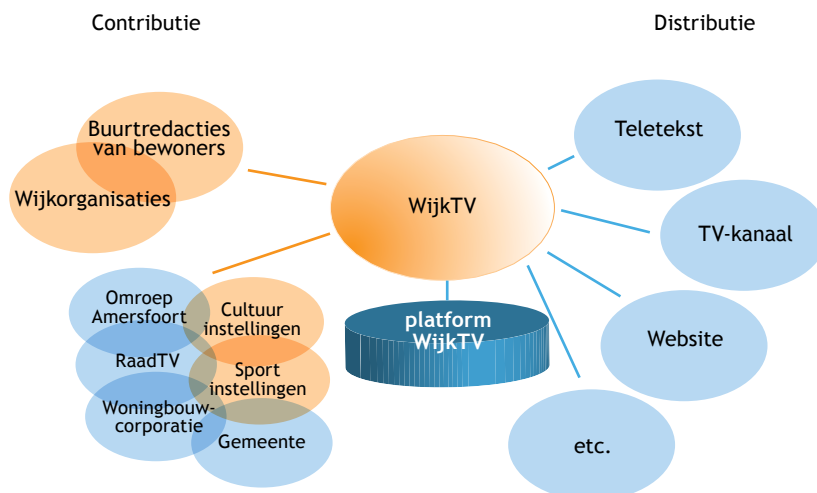 Contributie
Distributie
Buurtredacties
van bewoners
Wijkorganisaties
Omroep
Amersfoort
Cultuur
instellingen
RaadTV
Sport
instellingen
Woningbouw-
corporatie
Gemeente
WijkTV
platform
WijkTV
Teletekst
TV-kanaal
Website
etc.